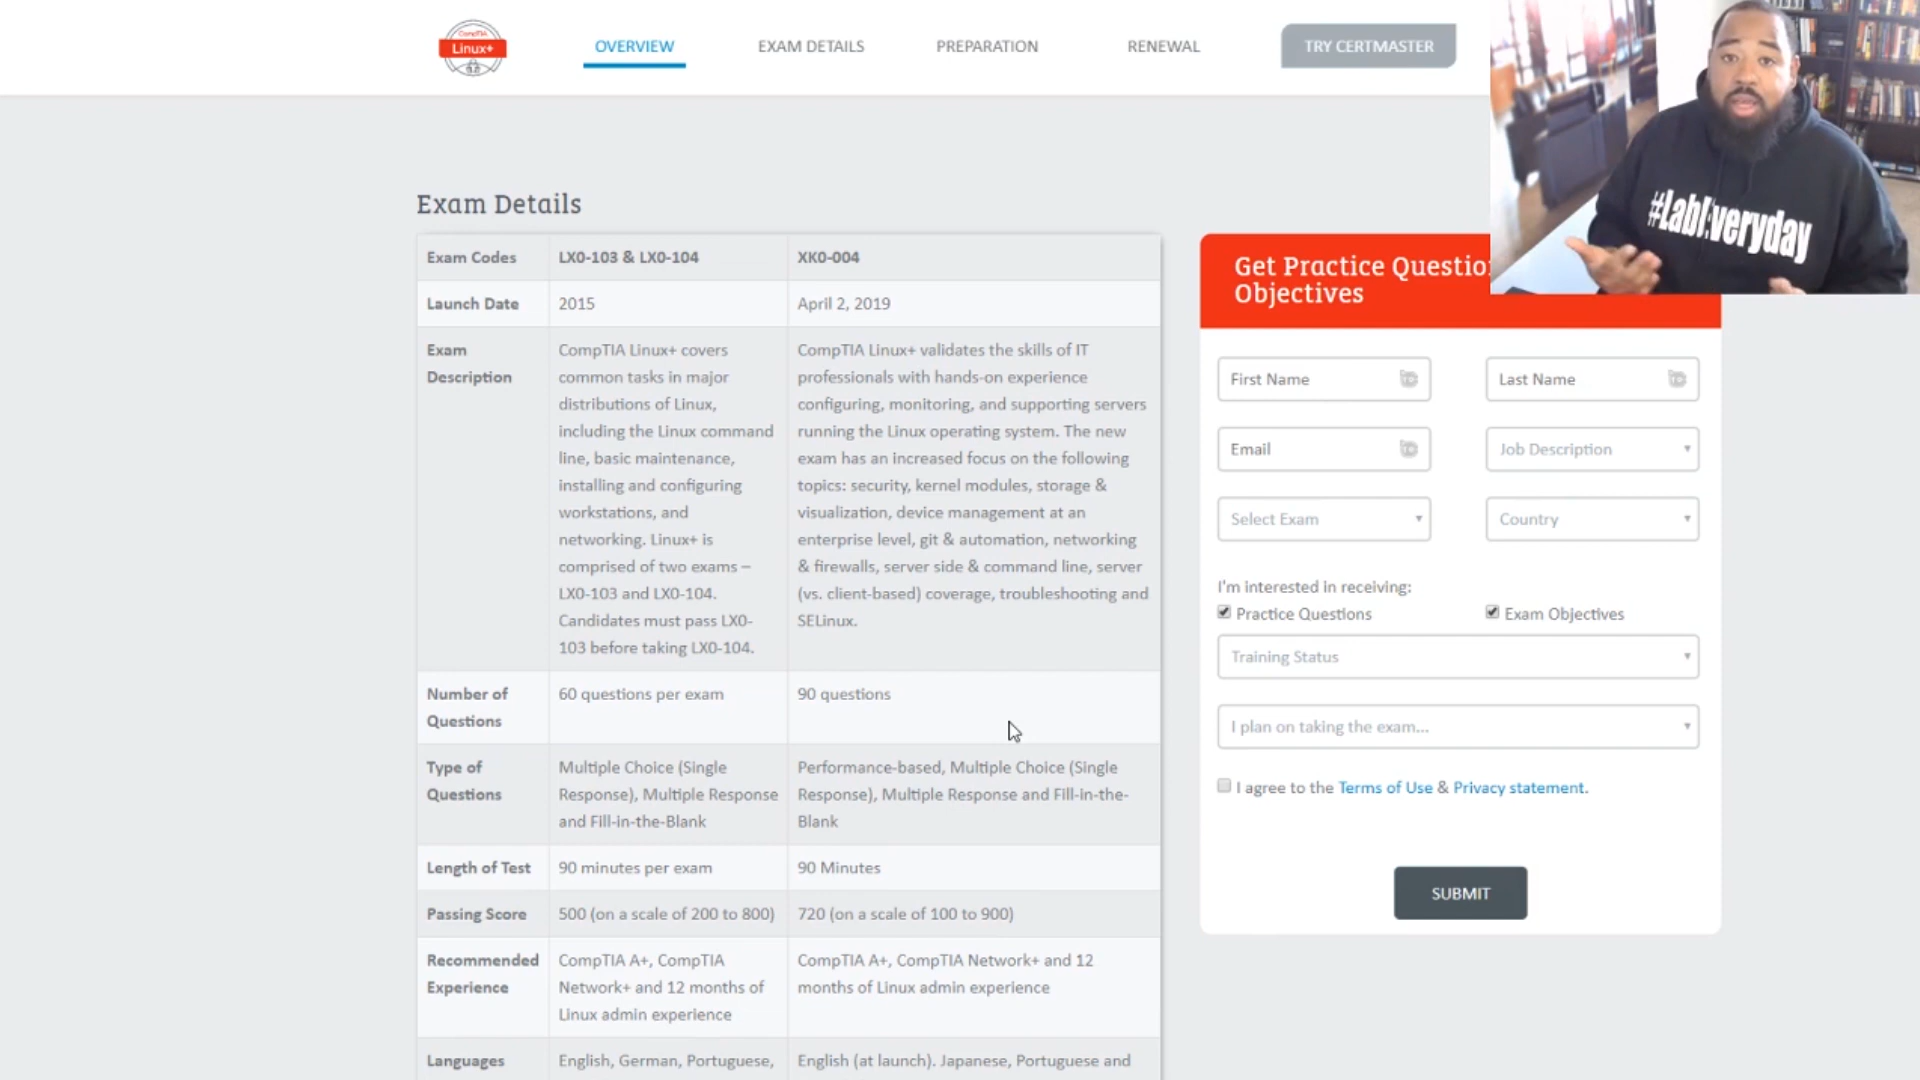 CompTIA
Linux+
OVERVIEW
EXAM DETAILS
PREPARATION
RENEWAL
TRY CERTMASTER
#LabEveryday
Exam Details
Exam Codes
LX0-103 & LX0-104
XK0-004
Launch Date
2015
April 2, 2019
Exam
Description
CompTIA Linux+ covers
common tasks in major
distributions of Linux,
including the Linux command
line, basic maintenance,
installing and configuring
workstations, and
networking. Linux+ is
comprised of two exams –
LX0-103 and LX0-104.
Candidates must pass LX0-
103 before taking LX0-104.
CompTIA Linux+ validates the skills of IT
professionals with hands-on experience
configuring, monitoring, and supporting servers
running the Linux operating system. The new
exam has an increased focus on the following
topics: security, kernel modules, storage &
visualization, device management at an
enterprise level, git & automation, networking
& firewalls, server side & command line, server
(vs. client-based) coverage, troubleshooting and
SELinux.
Number of
Questions
60 questions per exam
90 questions
Type of
Questions
Multiple Choice (Single
Response), Multiple Response
and Fill-in-the-Blank
Performance-based, Multiple Choice (Single
Response), Multiple Response and Fill-in-the-
Blank
Length of Test
90 minutes per exam
90 Minutes
Passing Score
500 (on a scale of 200 to 800)
720 (on a scale of 100 to 900)
Recommended
Experience
CompTIA A+, CompTIA
Network+ and 12 months of
Linux admin experience
CompTIA A+, CompTIA Network+ and 12
months of Linux admin experience
Languages
English, German, Portuguese,
English (at launch). Japanese, Portuguese and
Get Practice Questio
Objectives
First Name
Last Name
Email
Job Description
Select Exam
Country
I'm interested in receiving:
Practice Questions
Exam Objectives
Training Status
I plan on taking the exam...
I agree to the Terms of Use & Privacy statement.
SUBMIT